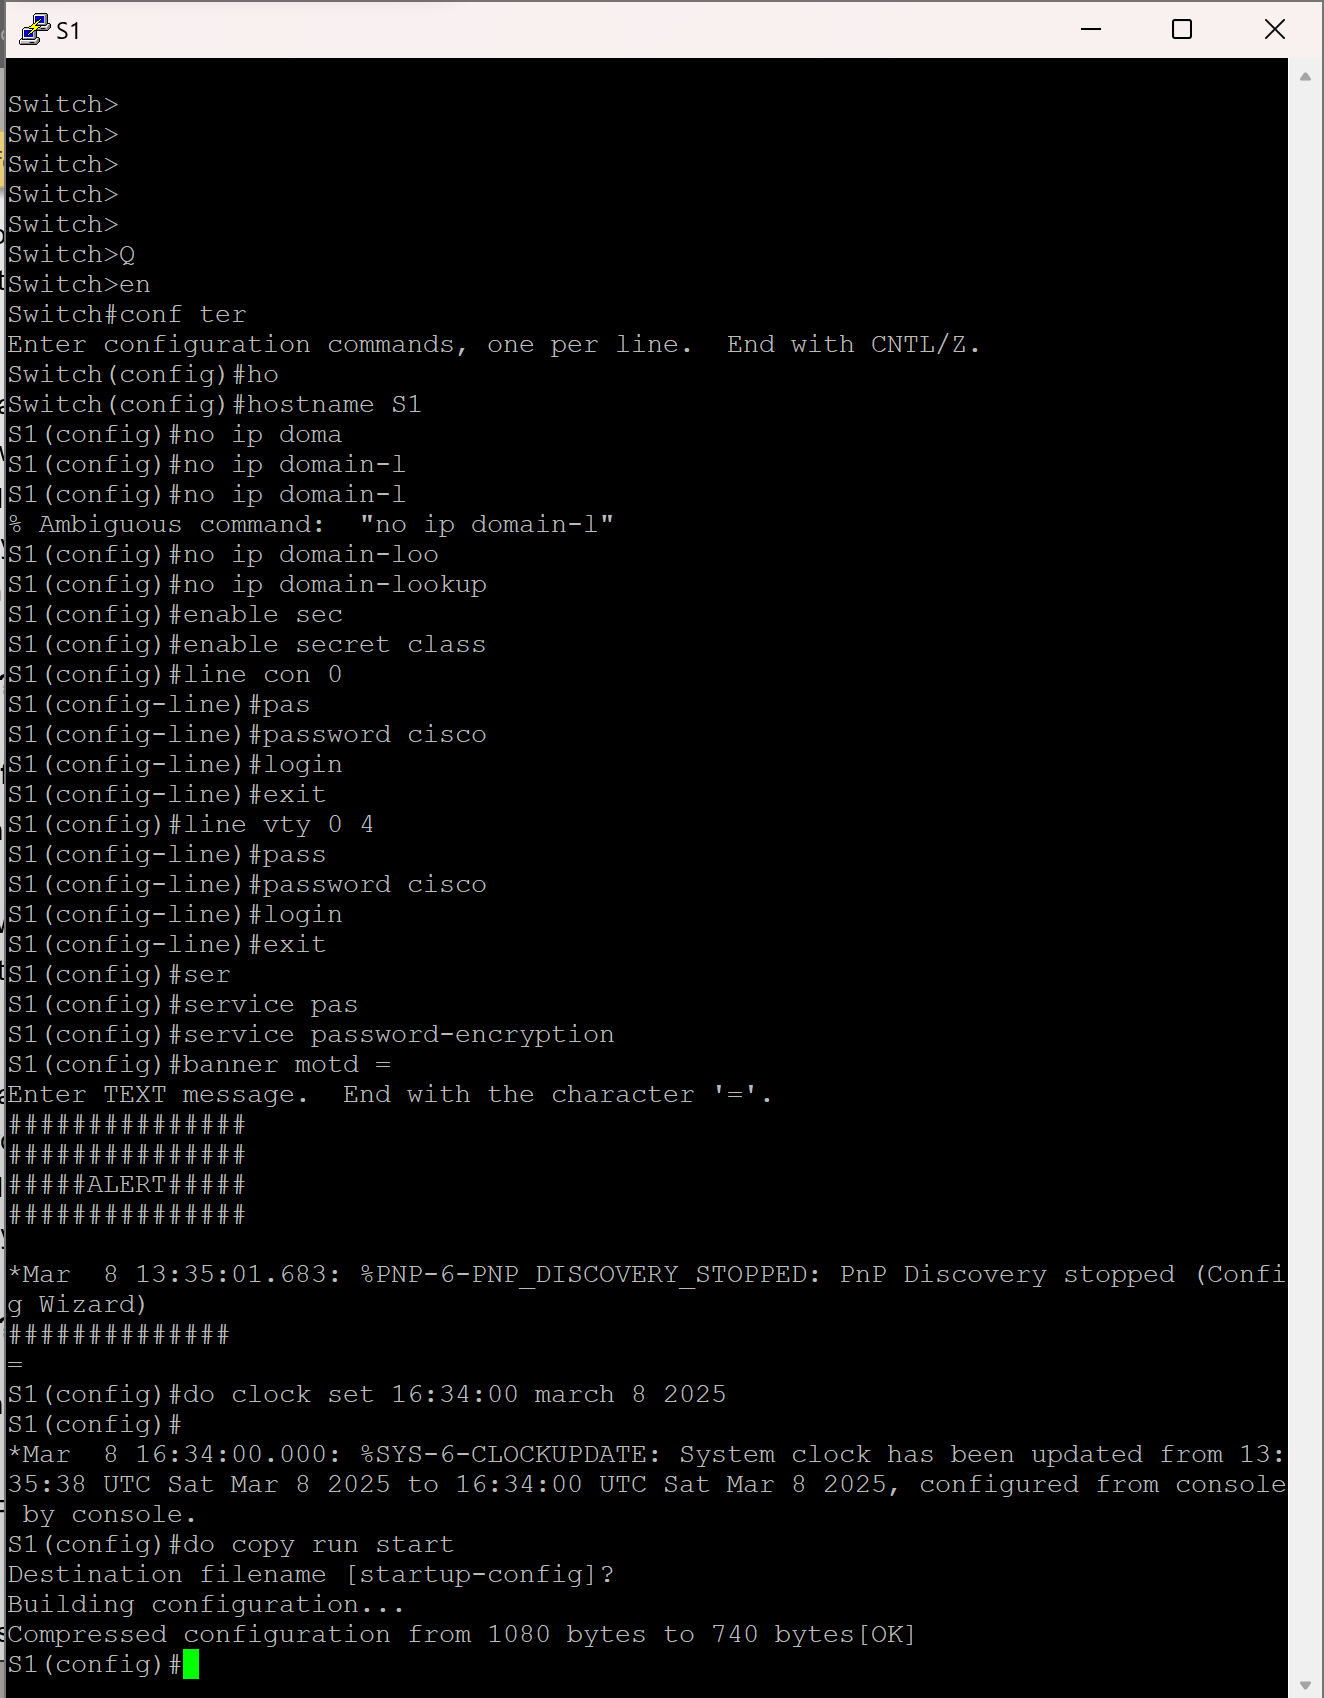 S1
Switch>
Switch>
Switch>
Switch>
Switch>
Switch>Q
Switch>en
Switch#conf ter
Enter configuration commands, one per line.  End with CNTL/Z.
Switch(config)#ho
Switch(config)#hostname S1
S1(config)#no ip doma
S1(config)#no ip domain-l
S1(config)#no ip domain-l
% Ambiguous command:  "no ip domain-l"
S1(config)#no ip domain-loo
S1(config)#no ip domain-lookup
S1(config)#enable sec
S1(config)#enable secret class
S1(config)#line con 0
S1(config-line)#pas
S1(config-line)#password cisco
S1(config-line)#login
S1(config-line)#exit
S1(config)#line vty 0 4
S1(config-line)#pass
S1(config-line)#password cisco
S1(config-line)#login
S1(config-line)#exit
S1(config)#ser
S1(config)#service pas
S1(config)#service password-encryption
S1(config)#banner motd =
Enter TEXT message.  End with the character '='.
###############
###############
#####ALERT#####
###############
*Mar  8 13:35:01.683: %PNP-6-PNP_DISCOVERY_STOPPED: PnP Discovery stopped (Confi
g Wizard)
##############
=
S1(config)#do clock set 16:34:00 march 8 2025
S1(config)#
*Mar  8 16:34:00.000: %SYS-6-CLOCKUPDATE: System clock has been updated from 13:
35:38 UTC Sat Mar 8 2025 to 16:34:00 UTC Sat Mar 8 2025, configured from console
 by console.
S1(config)#do copy run start
Destination filename [startup-config]?
Building configuration...
Compressed configuration from 1080 bytes to 740 bytes[OK]
S1(config)#